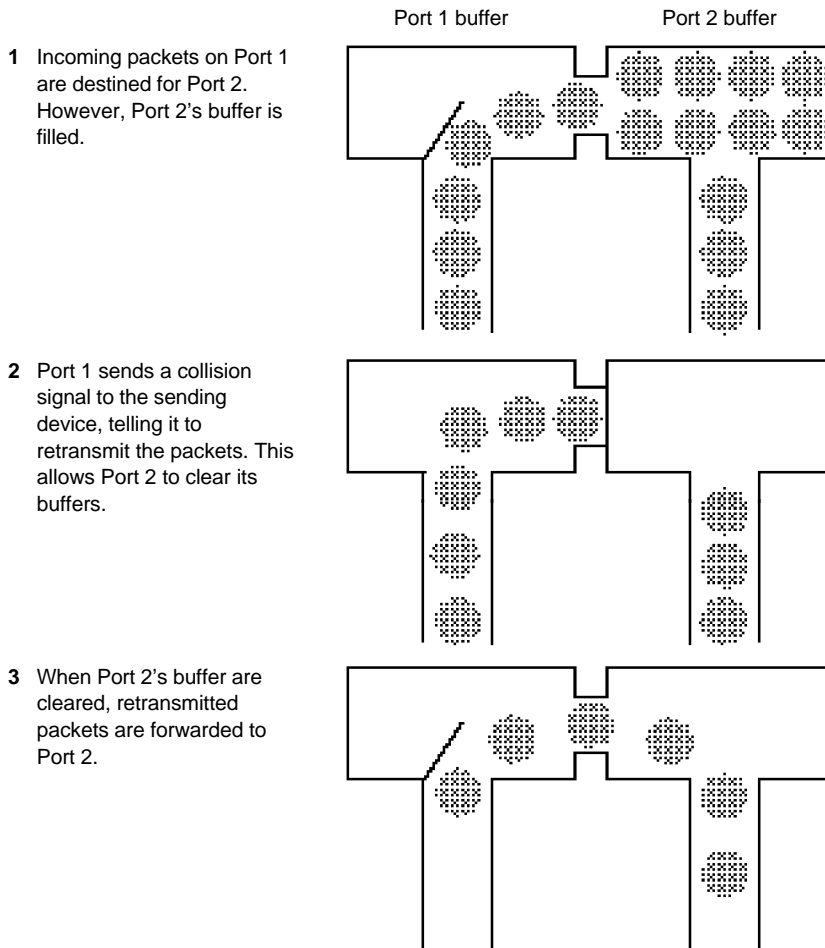 Port 1 buffer Port 2 buffer
1 Incoming packets on Port 1
are destined for Port 2.
However, Port 2's buffer is
filled.
2 Port 1 sends a collision
signal to the sending
device, telling it to
retransmit the packets. This
allows Port 2 to clear its
buffers.
3 When Port 2's buffer are
cleared, retransmitted
packets are forwarded to
Port 2.